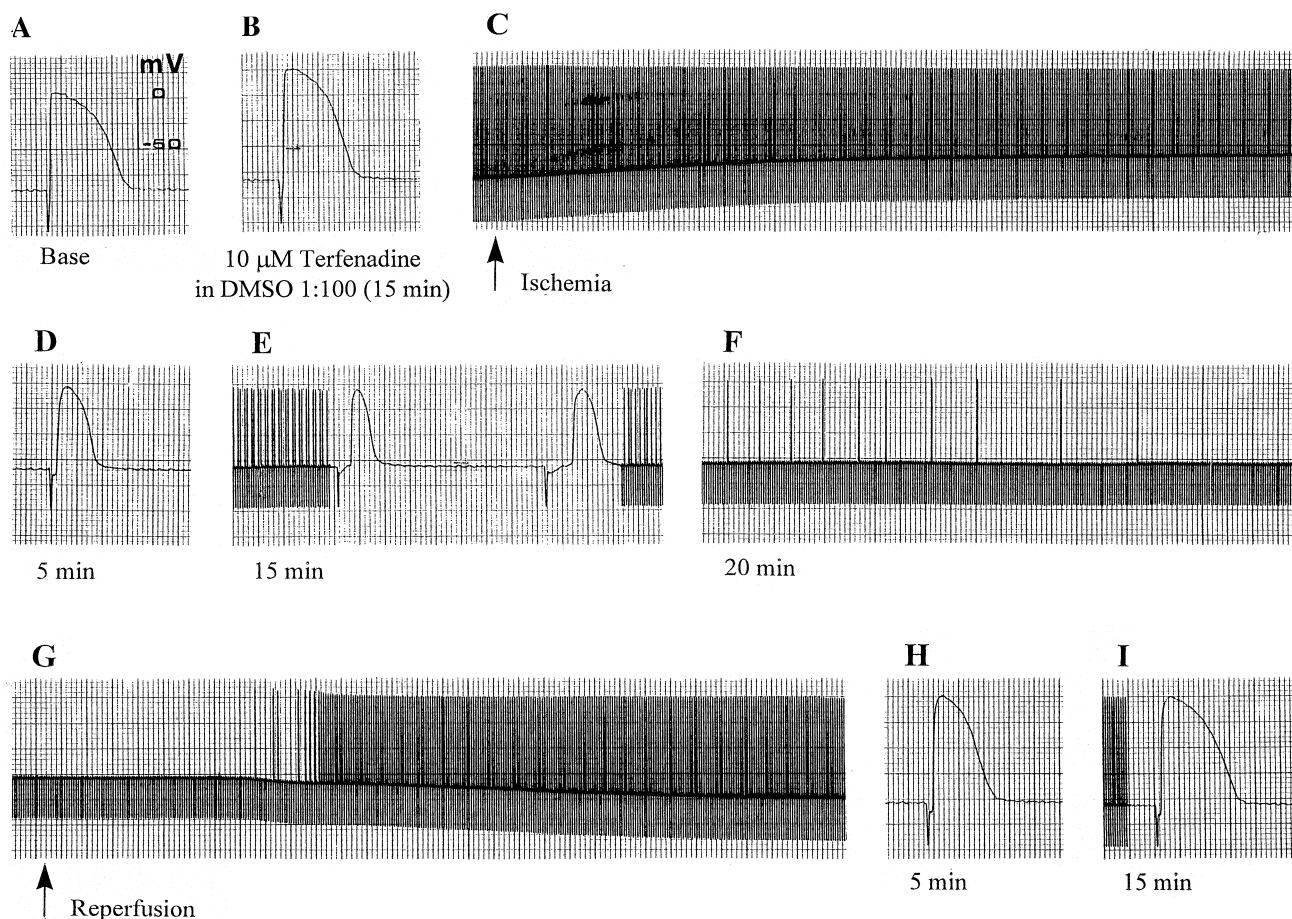 A
B
C
mV
0
-50
Base
10 μM Terfenadine
in DMSO 1:100 (15 min)
Ischemia
D
E
F
5 min
15 min
20 min
G
H
I
Reperfusion
5 min
15 min